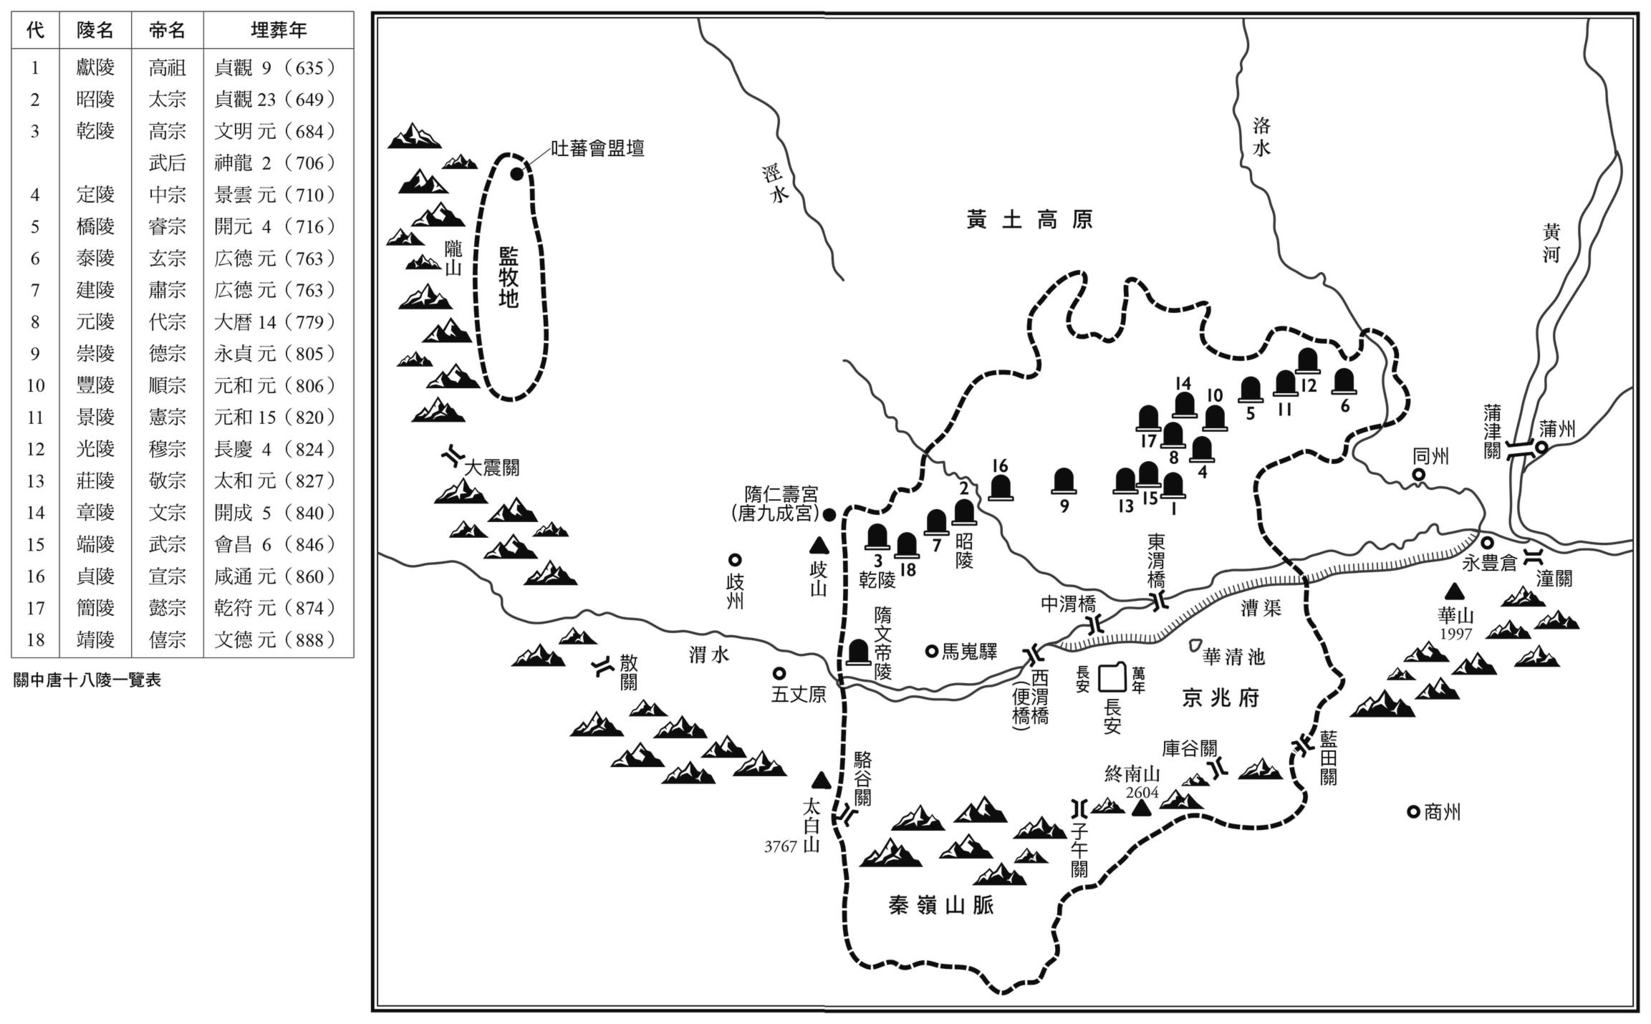 代 陵名 帝名 埋葬年
1 獻陵 高祖 貞觀 9（635）
2 昭陵 太宗 貞觀 23（649）
3 乾陵 高宗 文明 元（684）
武后 神龍 2（706）
4 定陵 中宗 景雲 元（710）
5 橋陵 睿宗 開元 4（716）
6 泰陵 玄宗 広德 元（763）
7 建陵 肅宗 広德 元（763）
8 元陵 代宗 大暦 14（779）
9 崇陵 德宗 永貞 元（805）
10 豐陵 順宗 元和 元（806）
11 景陵 憲宗 元和 15（820）
12 光陵 穆宗 長慶 4（824）
13 莊陵 敬宗 太和 元（827）
14 章陵 文宗 開成 5（840）
15 端陵 武宗 會昌 6（846）
16 貞陵 宣宗 咸通 元（860）
17 簡陵 懿宗 乾符 元（874）
18 靖陵 僖宗 文德 元（888）
關中唐十八陵一覽表
吐蕃會盟壇
監牧地
隴山
大震關
涇水
黃土高原
洛水
黃河
蒲津關
蒲州
同州
12
6
11
5
10
14
17
8
4
16
9
13
15
1
2
昭陵
7
18
3
乾陵
隋仁壽宮
（唐九成宮）
岐山
岐州
東渭橋
中渭橋
西渭橋
（便橋）
漕渠
永豐倉
潼關
華山
1997
隋文帝陵
馬嵬驛
渭水
五丈原
散關
華清池
長安
萬年
長安
京兆府
藍田關
庫谷關
終南山
2604
子午關
駱谷關
太白山
3767
商州
秦嶺山脈